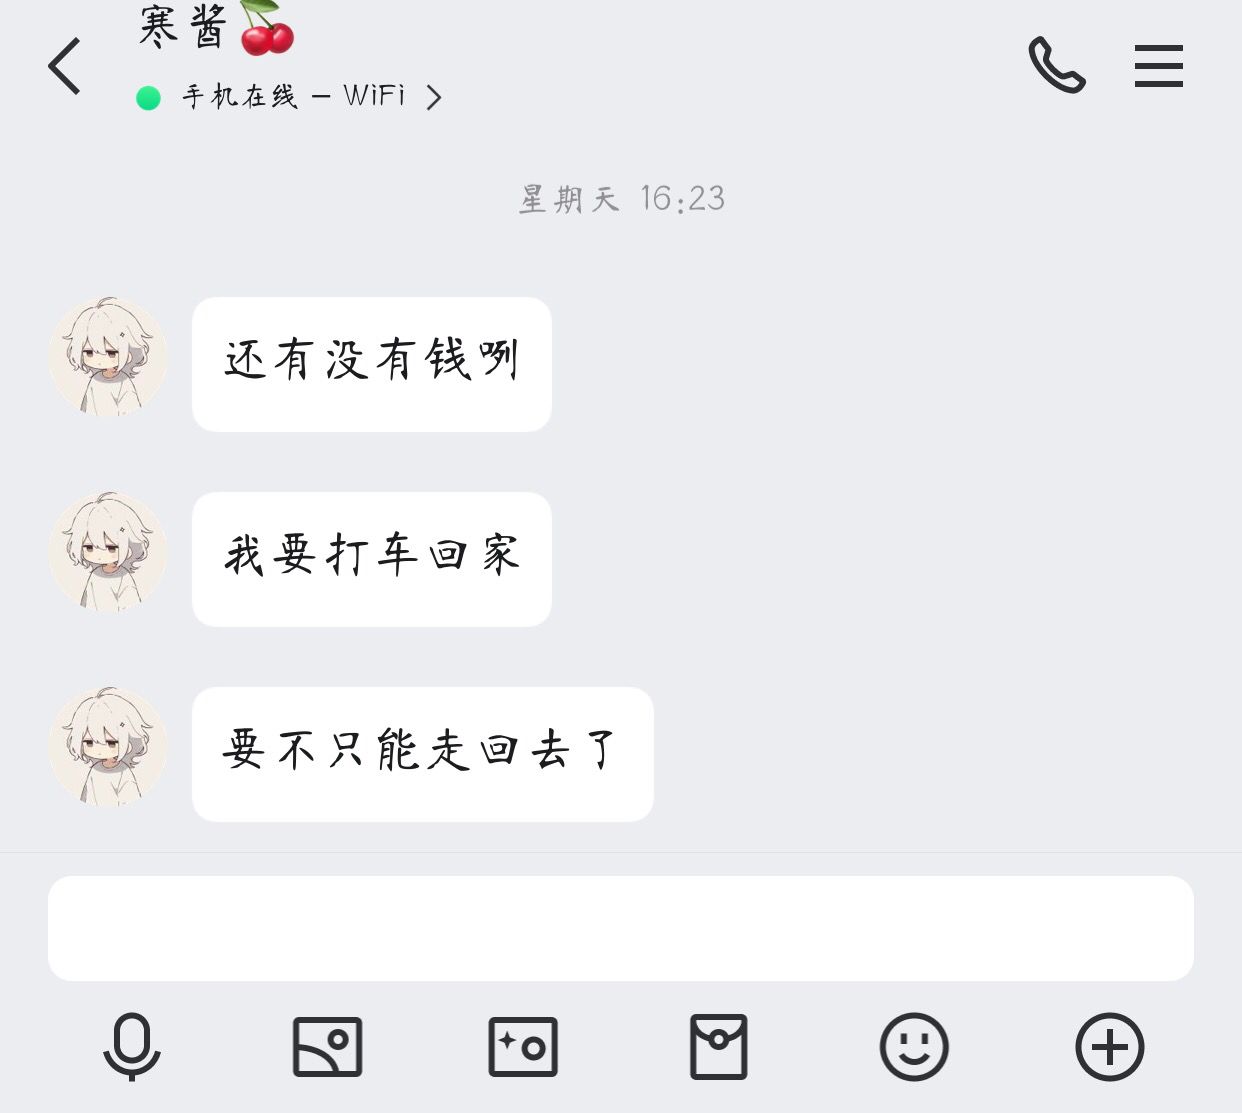 寒酱🍒
手机在线 - WiFi >
星期天 16:23
还有没有钱咧
我要打车回家
要不只能走回去了